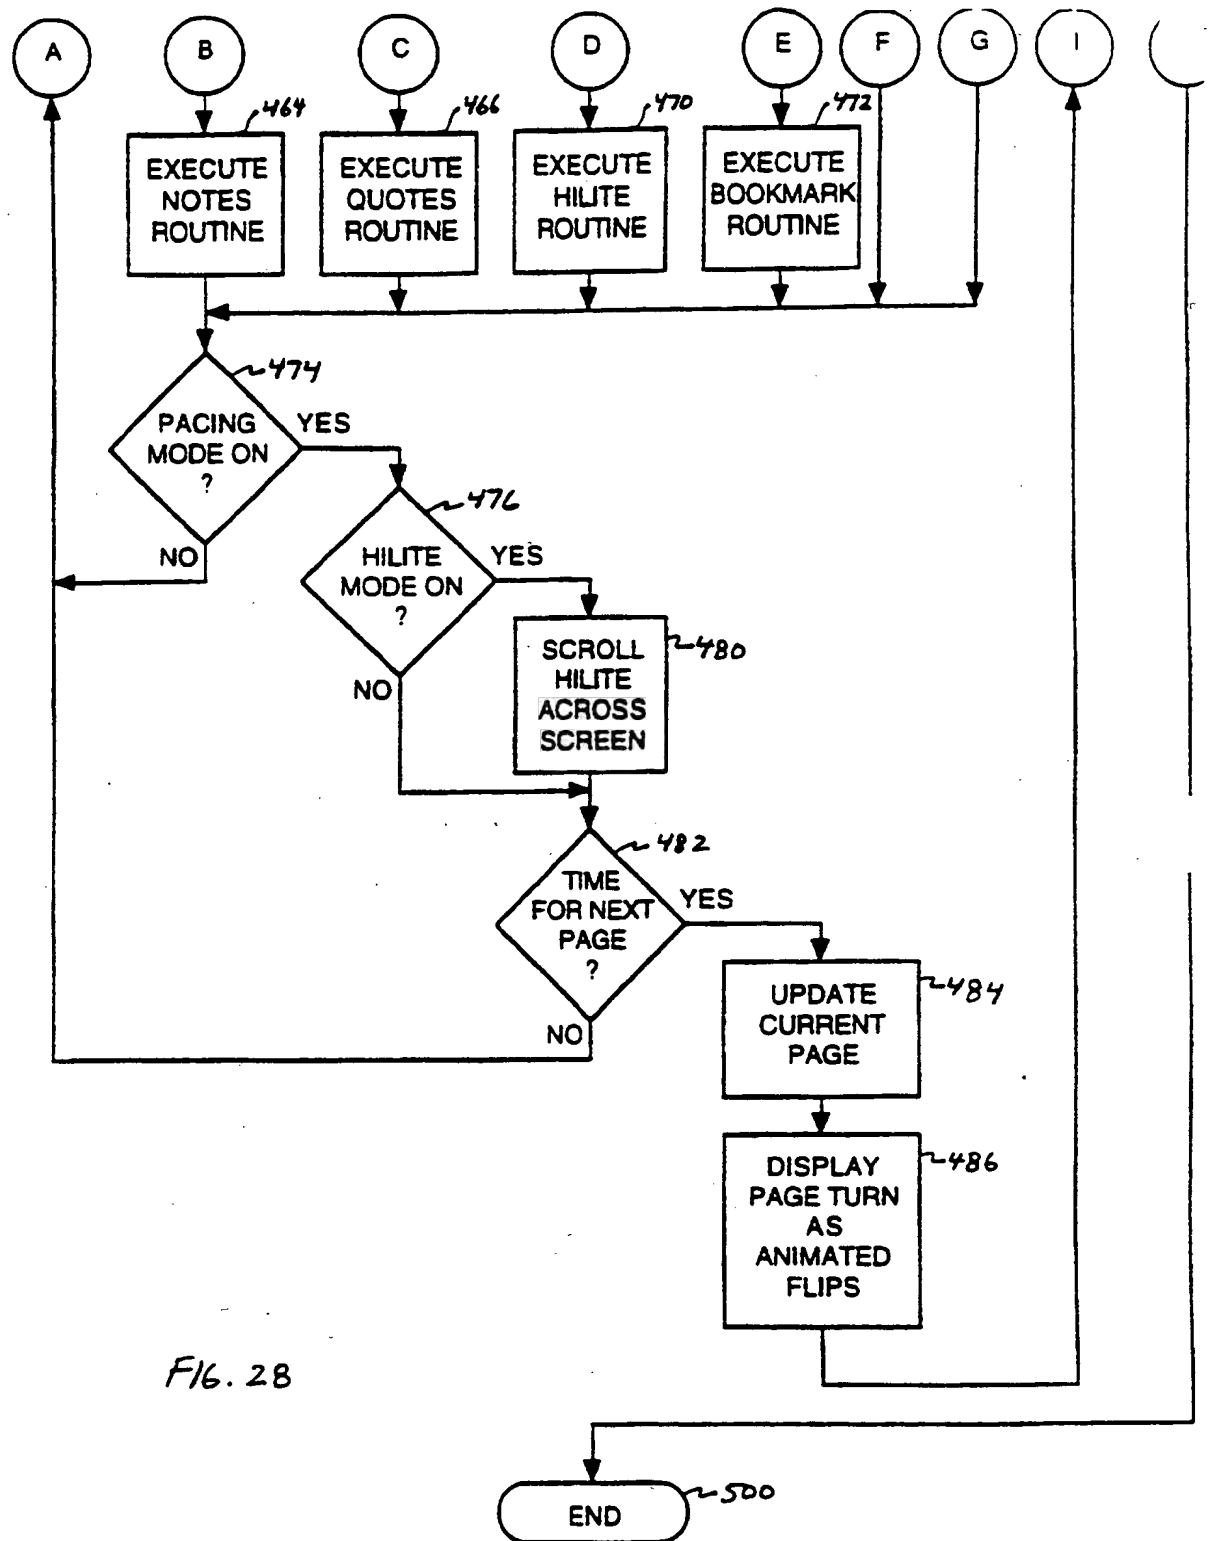 A
B
C
D
E
F
G
I
464
466
470
472
EXECUTE
NOTES
ROUTINE
EXECUTE
QUOTES
ROUTINE
EXECUTE
HILITE
ROUTINE
EXECUTE
BOOKMARK
ROUTINE
474
PACING
MODE ON
?
YES
NO
476
HILITE
MODE ON
?
YES
NO
480
SCROLL
HILITE
ACROSS
SCREEN
482
TIME
FOR NEXT
PAGE
?
YES
NO
484
UPDATE
CURRENT
PAGE
486
DISPLAY
PAGE TURN
AS
ANIMATED
FLIPS
FIG. 28
500
END